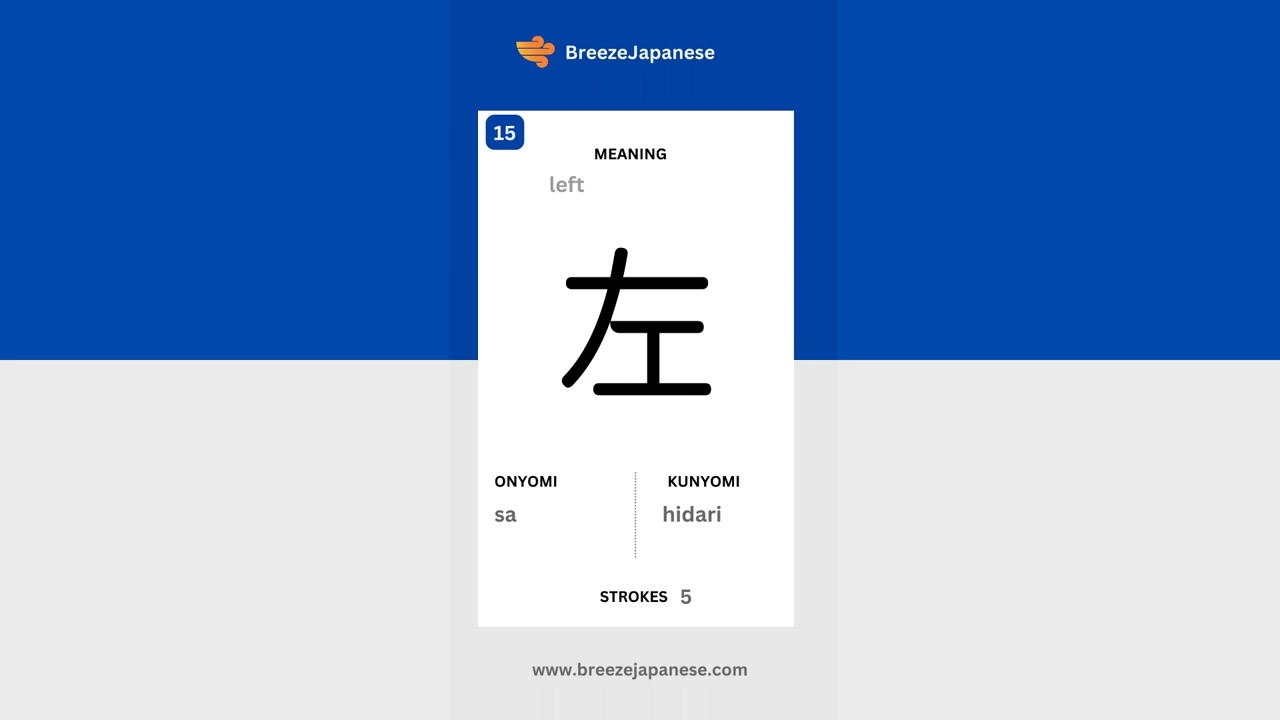 BreezeJapanese
15
MEANING
left
左
ONYOMI
KUNYOMI
sa
hidari
STROKES 5
www.breezejapanese.com